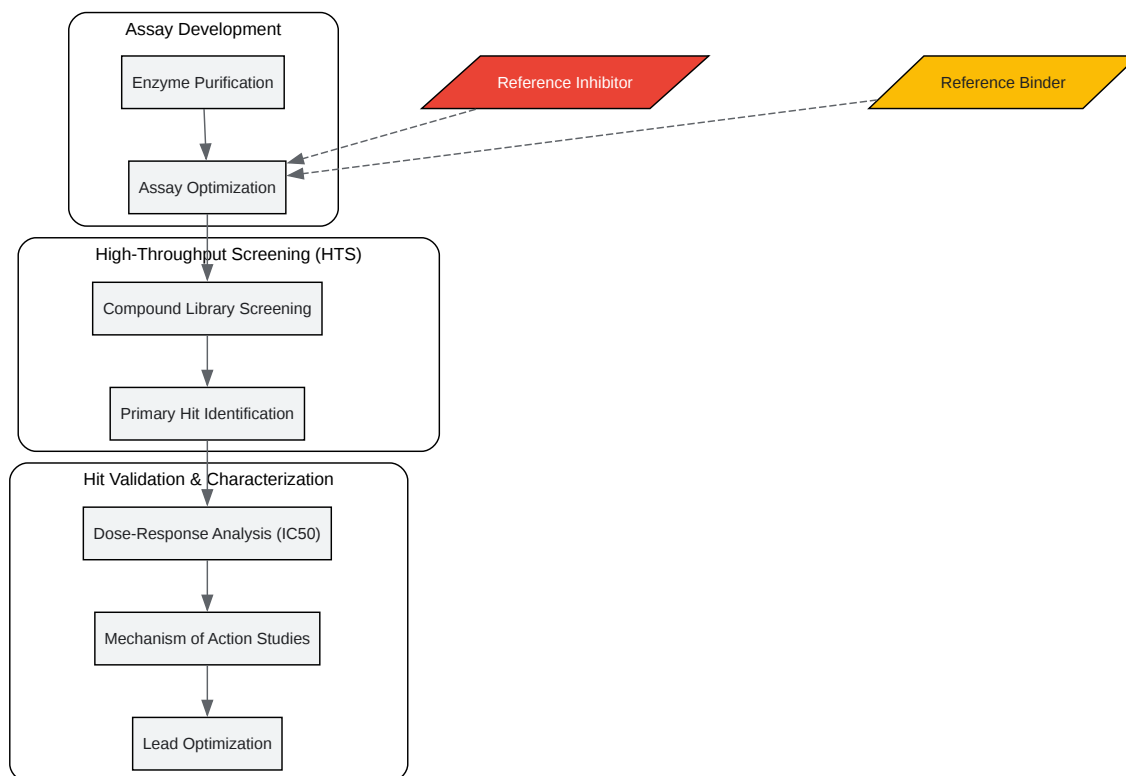 Assay Development
Enzyme Purification
Reference Inhibitor
Reference Binder
Assay Optimization
High-Throughput Screening (HTS)
Compound Library Screening
Primary Hit Identification
Hit Validation & Characterization
Dose-Response Analysis (IC50)
Mechanism of Action Studies
Lead Optimization